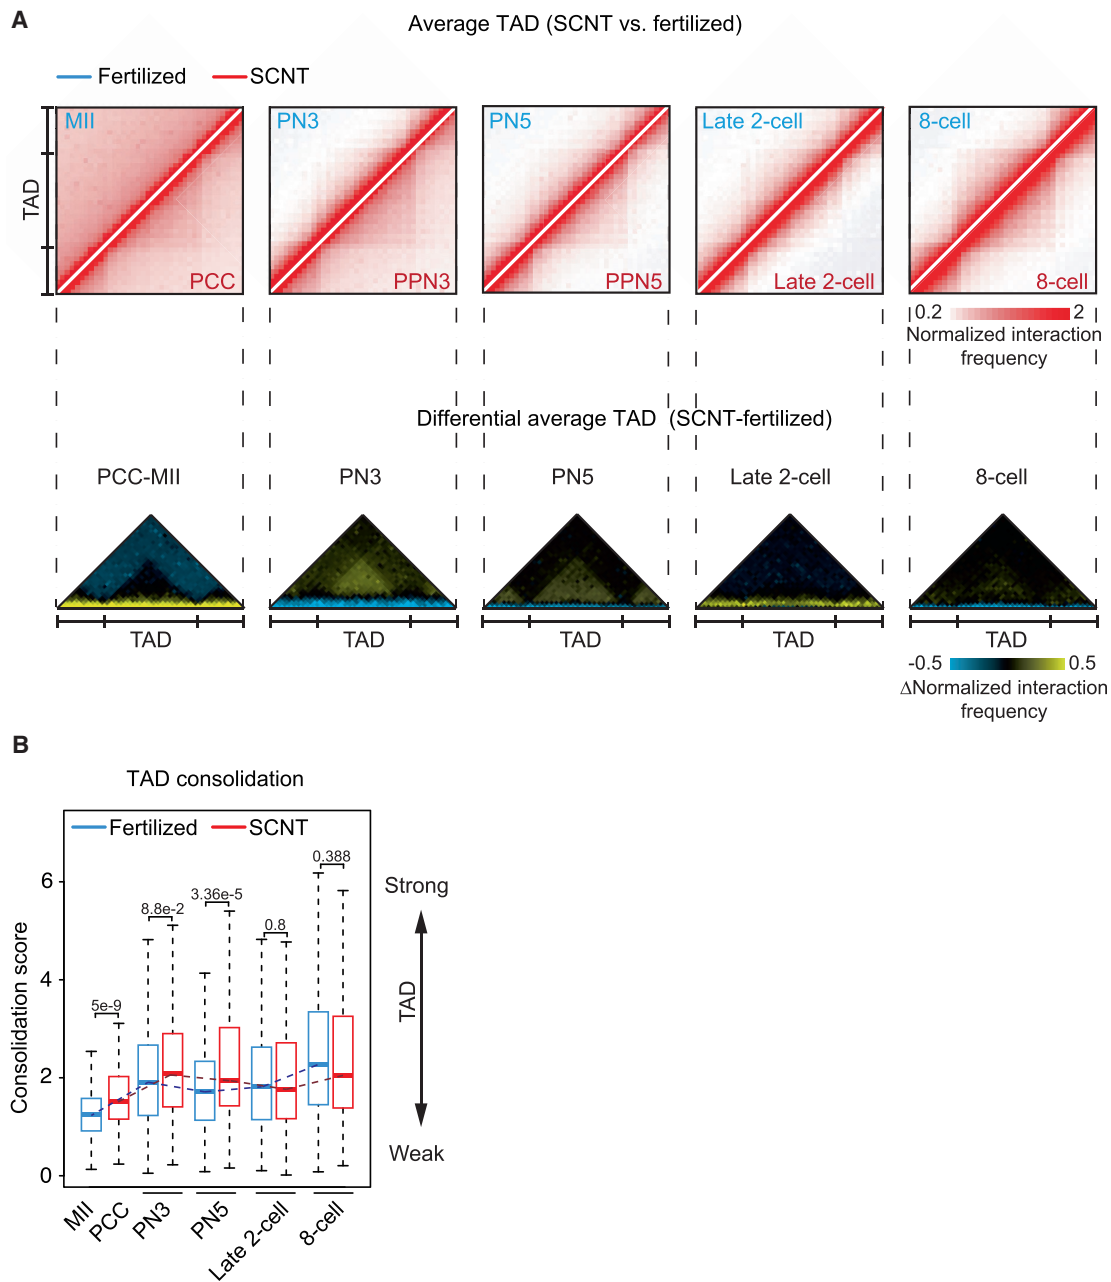 A
Average TAD (SCNT vs. fertilized)
Fertilized SCNT
MII PN3 PN5 Late 2-cell 8-cell
TAD
PCC PPN3 PPN5 Late 2-cell 8-cell
0.2 2
Normalized interaction
frequency
Differential average TAD (SCNT-fertilized)
PCC-MII PN3 PN5 Late 2-cell 8-cell
TAD TAD TAD TAD TAD
-0.5 0.5
ΔNormalized interaction
frequency
B
TAD consolidation
Fertilized SCNT
0.388
6
Strong
3.36e-5
8.8e-2
0.8
4
5e-9
Consolidation score
TAD
2
Weak
0
MII PCC PN3 PN5 Late 2-cell 8-cell